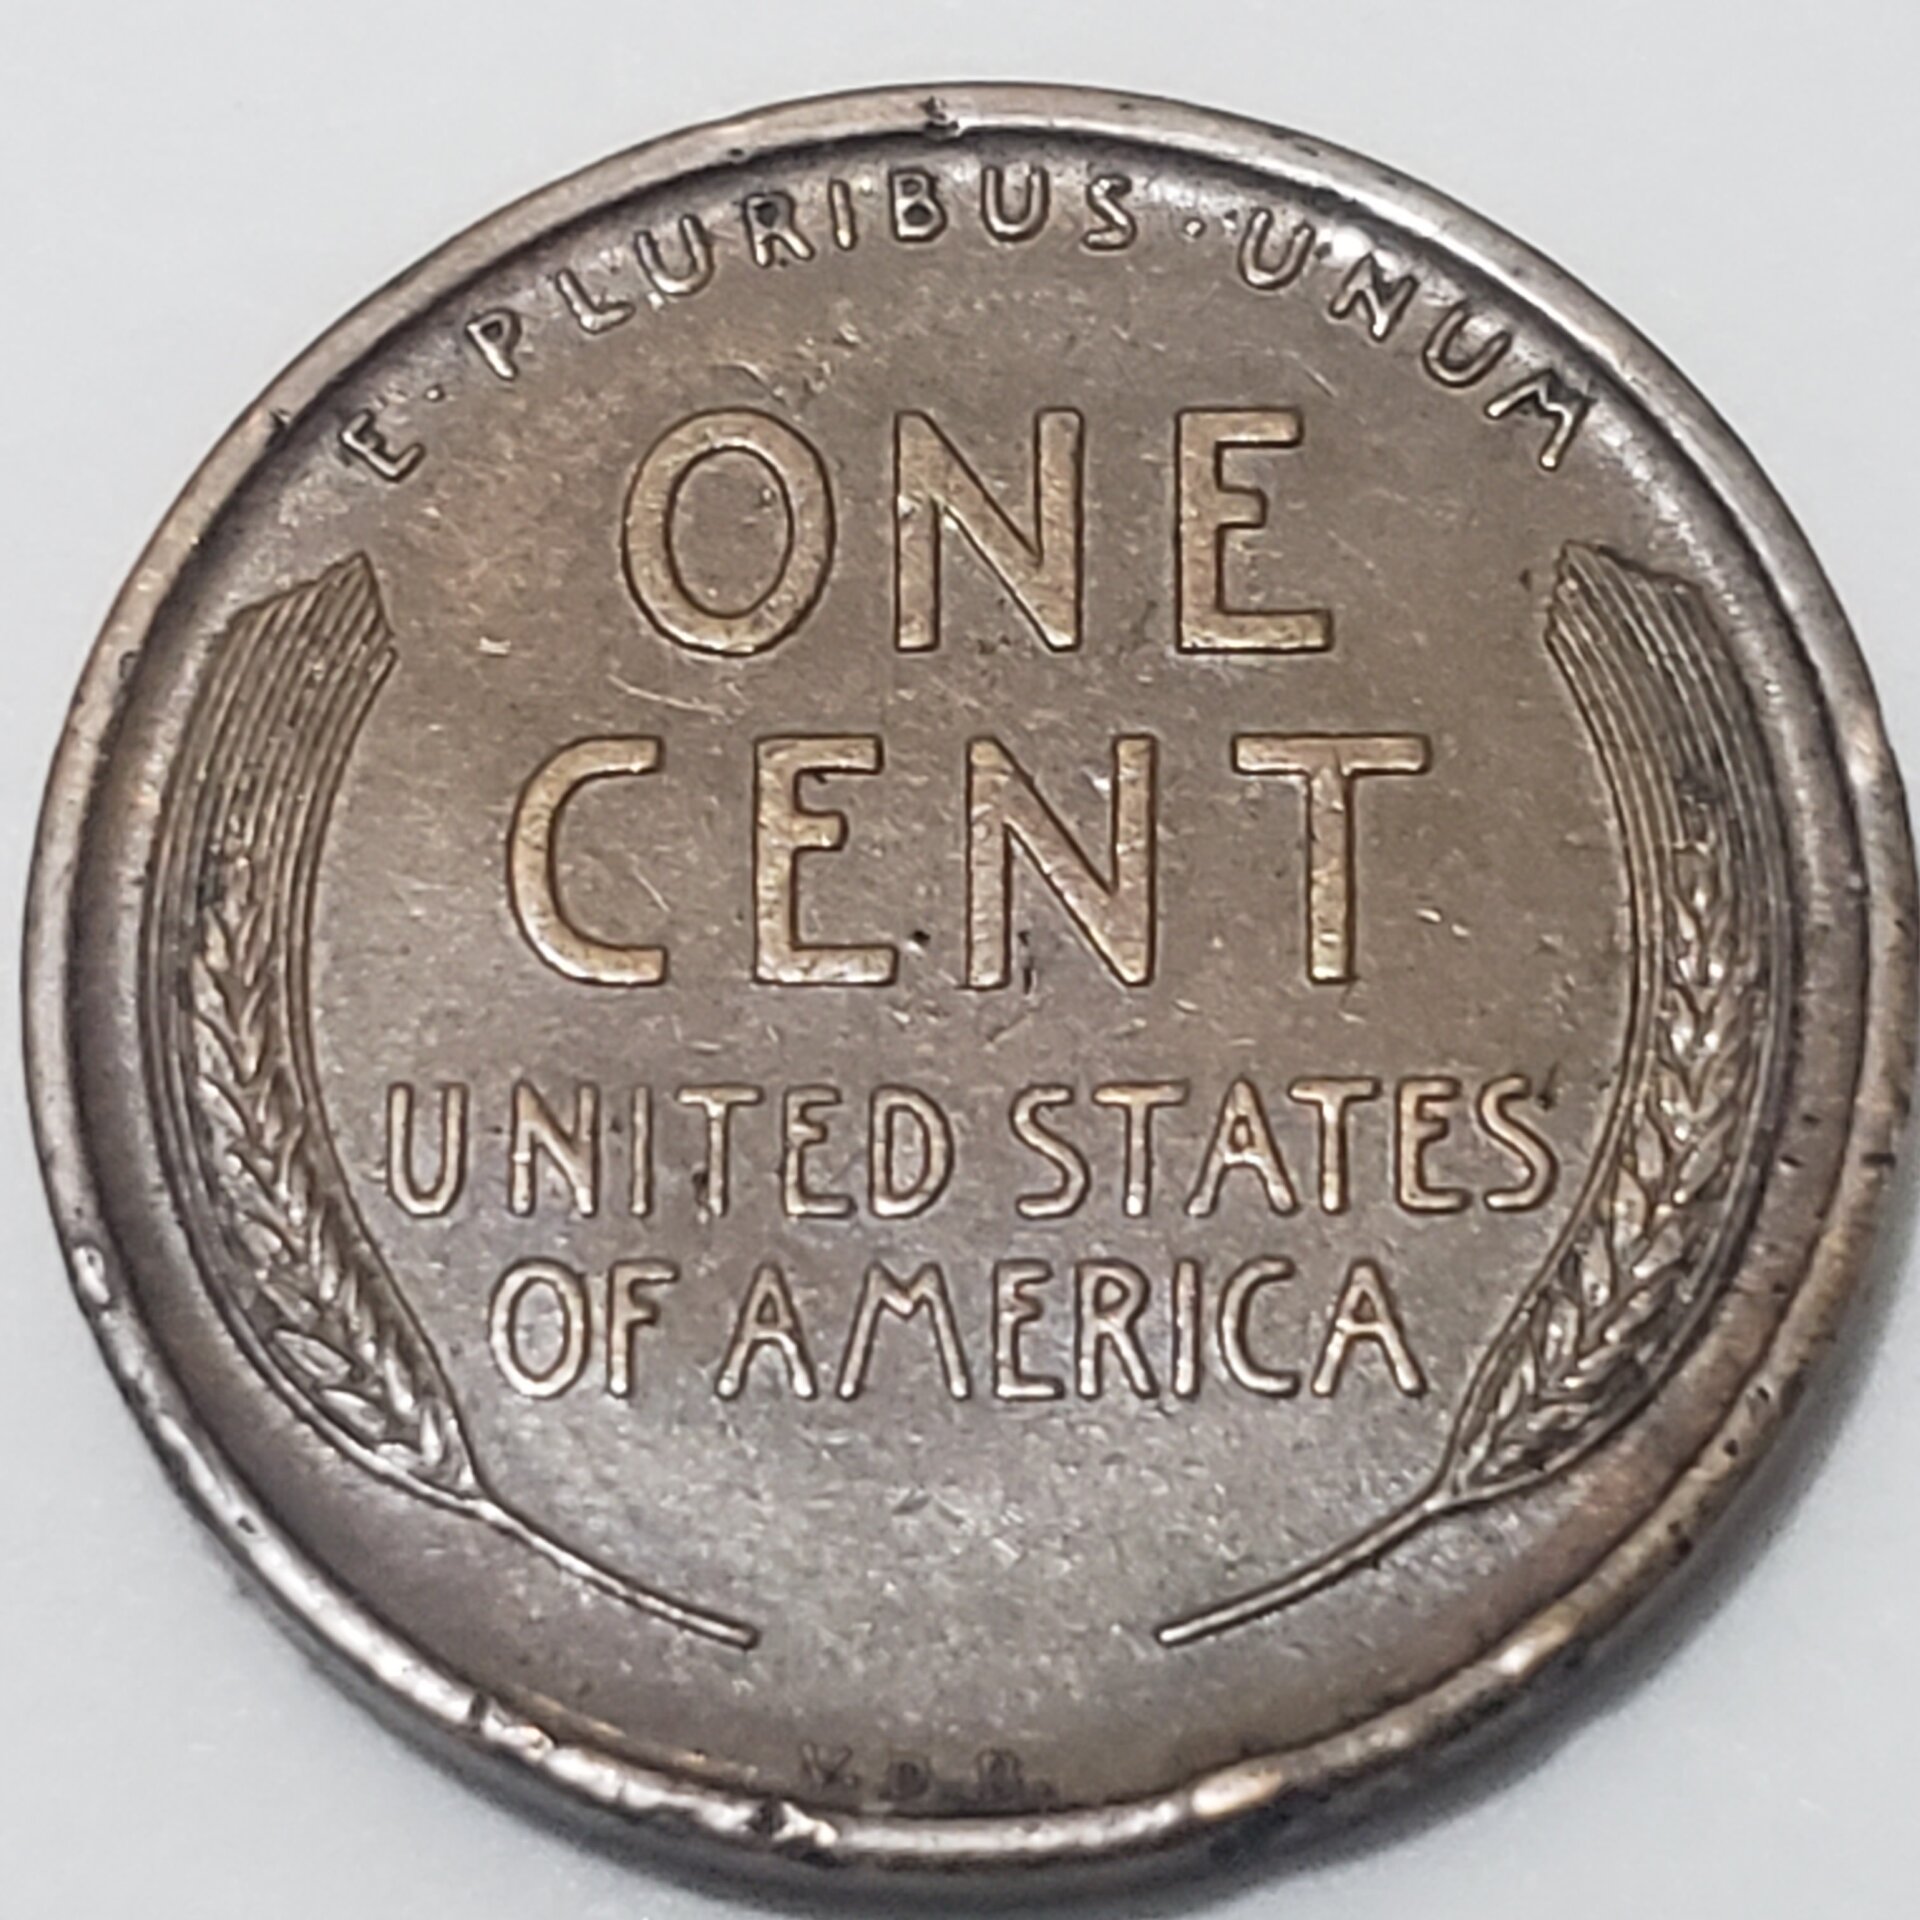 E·PLURIBUS·UNUM
ONE
CENT
UNITED STATES
OF AMERICA
V.D.B.